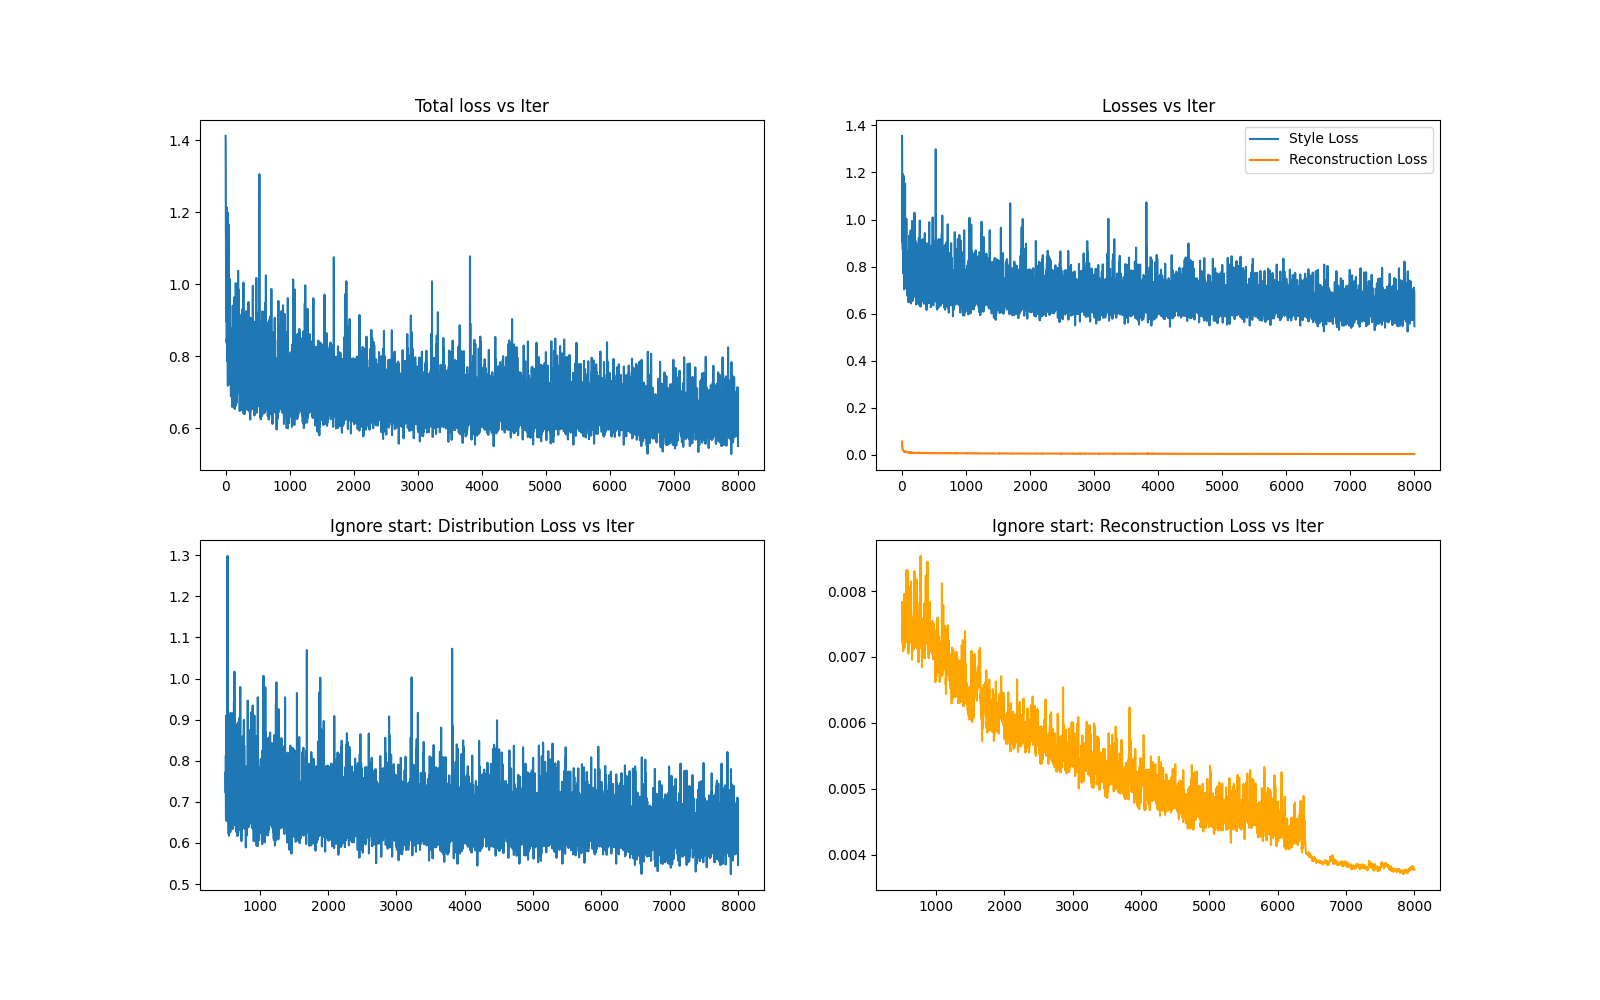 Total loss vs Iter
1.4
1.2
1.0
0.8
0.6
0 1000 2000 3000 4000 5000 6000 7000 8000
Losses vs Iter
Style Loss
Reconstruction Loss
1.4
1.2
1.0
0.8
0.6
0.4
0.2
0.0
0 1000 2000 3000 4000 5000 6000 7000 8000
Ignore start: Distribution Loss vs Iter
1.3
1.2
1.1
1.0
0.9
0.8
0.7
0.6
0.5
1000 2000 3000 4000 5000 6000 7000 8000
Ignore start: Reconstruction Loss vs Iter
0.008
0.007
0.006
0.005
0.004
1000 2000 3000 4000 5000 6000 7000 8000